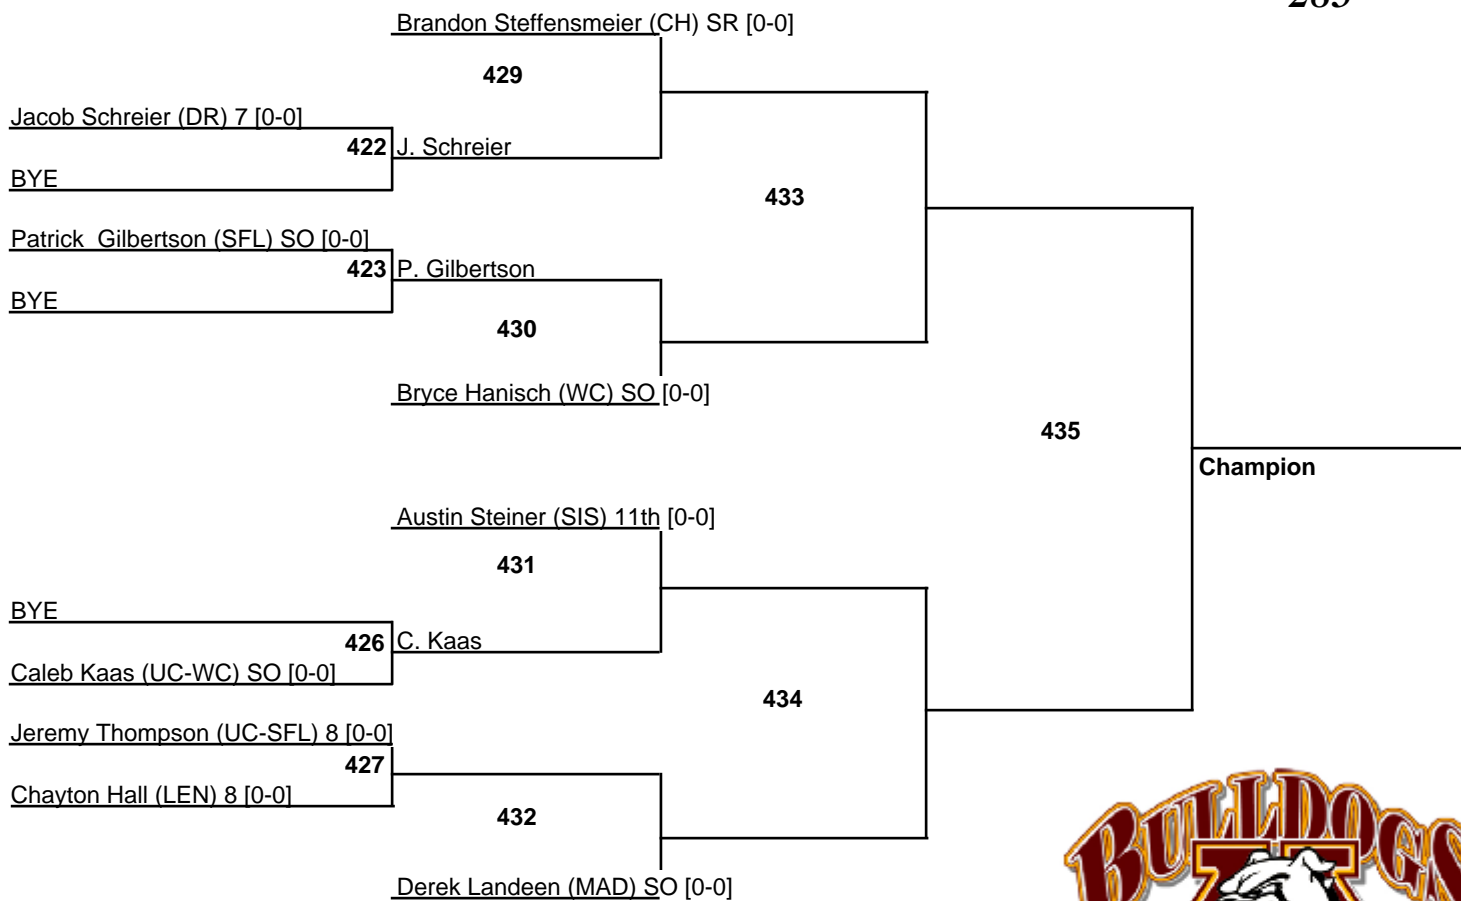 285
Brandon Steffensmeier (CH) SR [0-0]
429
Jacob Schreier (DR) 7 [0-0]
422 J. Schreier
BYE
433
Patrick  Gilbertson (SFL) SO [0-0]
423 P. Gilbertson
BYE
430
Bryce Hanisch (WC) SO [0-0]
435
Champion
Austin Steiner (SIS) 11th [0-0]
431
BYE
426 C. Kaas
Caleb Kaas (UC-WC) SO [0-0]
434
Jeremy Thompson (UC-SFL) 8 [0-0]
427
Chayton Hall (LEN) 8 [0-0]
432
Derek Landeen (MAD) SO [0-0]
BULLDOGS